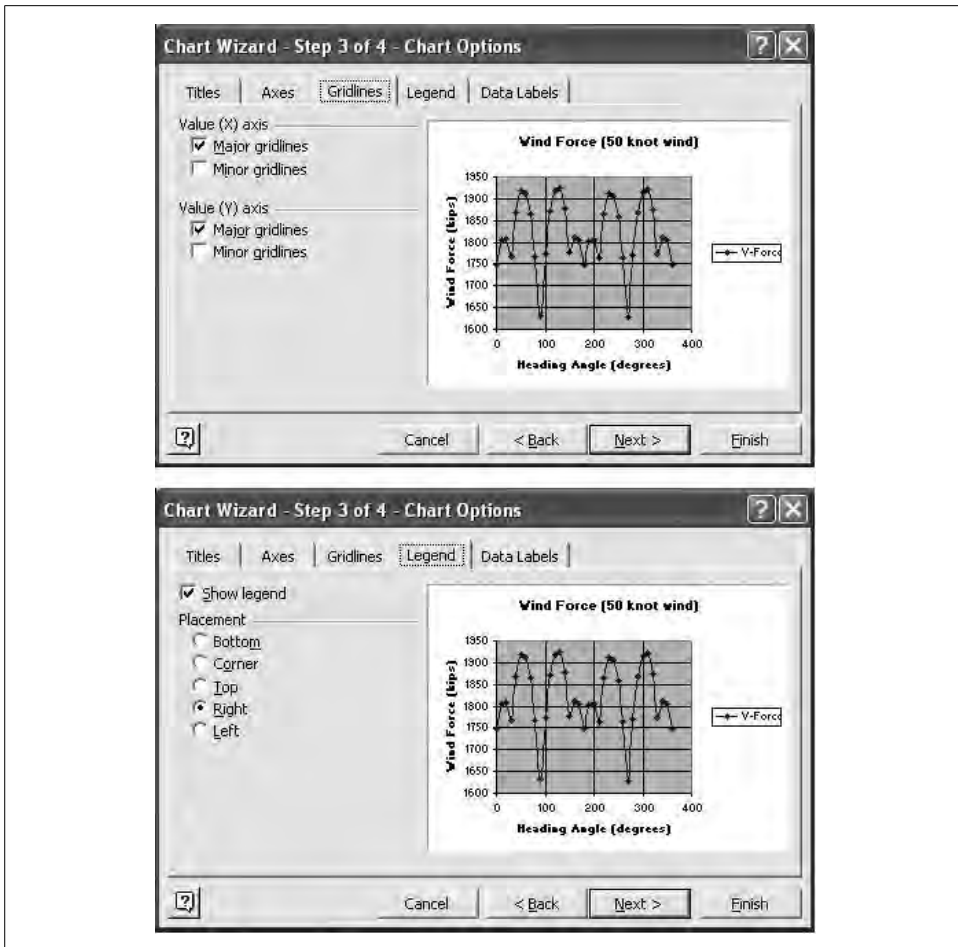 Chart Wizard - Step 3 of 4 - Chart Options
Titles Axes Gridlines Legend Data Labels
Value (X) axis
Major gridlines
Minor gridlines
Value (Y) axis
Major gridlines
Minor gridlines
Wind Force (50 knot wind)
Wind Force (kips)
1950
1900
1850
1800
1750
1700
1650
1600
0 100 200 300 400
Heading Angle (degrees)
V-Force
Cancel < Back Next > Finish
Chart Wizard - Step 3 of 4 - Chart Options
Titles Axes Gridlines Legend Data Labels
Show legend
Placement
Bottom
Corner
Top
Right
Left
Wind Force (50 knot wind)
Wind Force (kips)
1950
1900
1850
1800
1750
1700
1650
1600
0 100 200 300 400
Heading Angle (degrees)
V-Force
Cancel < Back Next > Finish